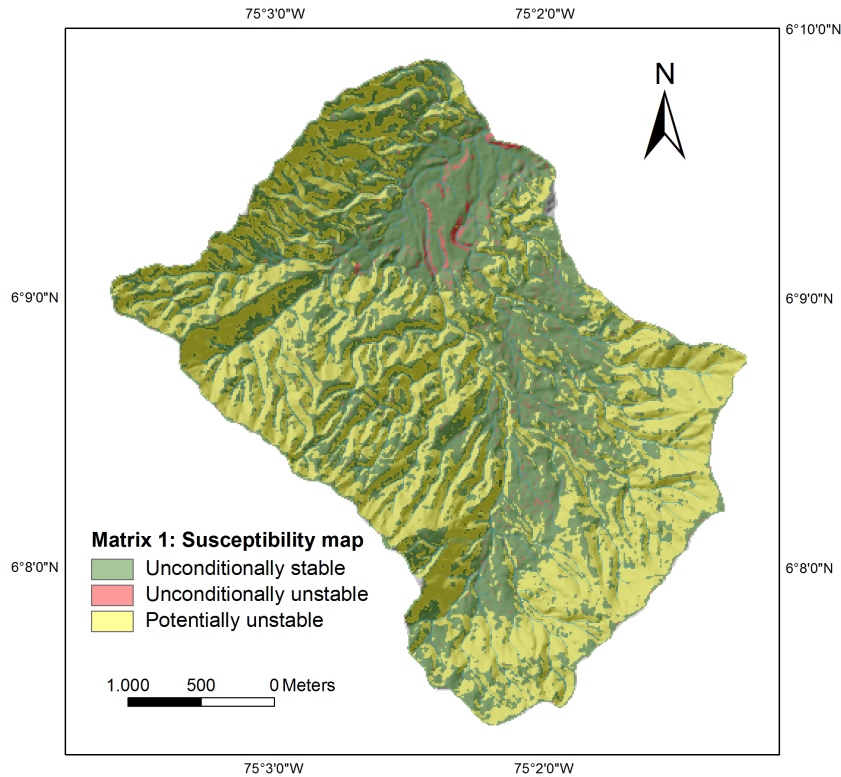 75°3'0"W 75°2'0"W
6°10'0"N
N
6°9'0"N 6°9'0"N
Matrix 1: Susceptibility map
Unconditionally stable
6°8'0"N 6°8'0"N
Unconditionally unstable
Potentially unstable
1.000 500 0 Meters
75°3'0"W 75°2'0"W